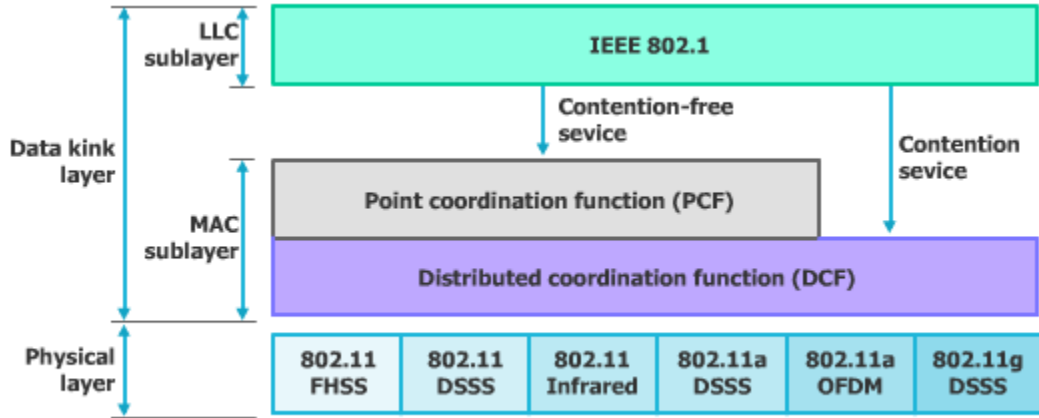 LLC
sublayer
IEEE 802.1
Contention-free
sevice
Contention
sevice
Data kink
layer
MAC
sublayer
Point coordination function (PCF)
Distributed coordination function (DCF)
Physical
layer
802.11
FHSS
802.11
DSSS
802.11
Infrared
802.11a
DSSS
802.11a
OFDM
802.11g
DSSS